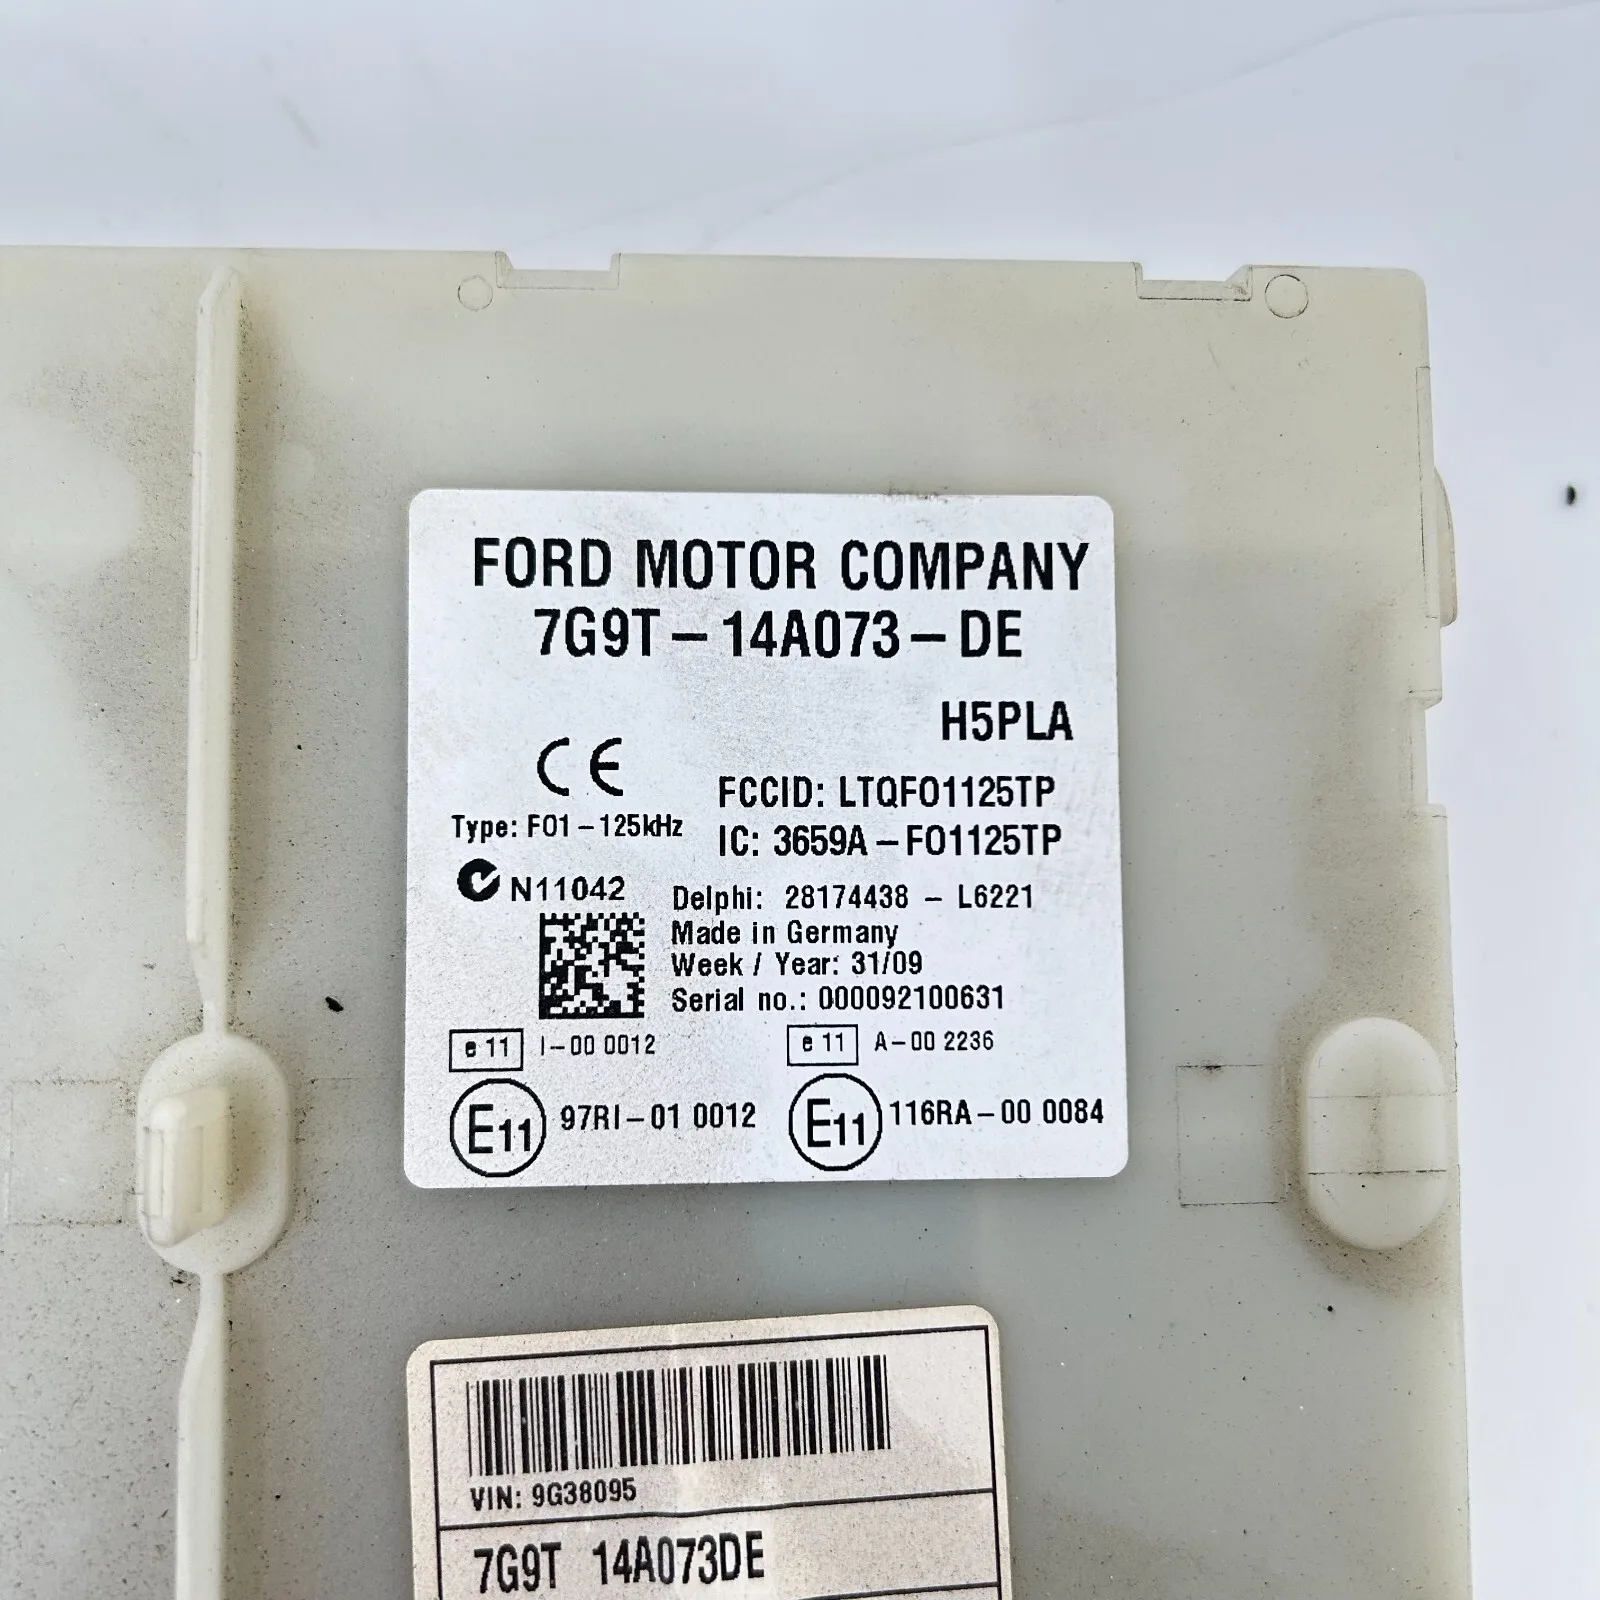 FORD MOTOR COMPANY
7G9T-14A073-DE
H5PLA
CE
FCCID: LTQFO1125TP
Type: FO1-125kHz
IC: 3659A-FO1125TP
N11042
Delphi: 28174438 - L6221
Made in Germany
Week / Year: 31/09
Serial no.: 000092100631
e 11 I-00 0012
e 11 A-00 2236
E11 97RI-01 0012
E11 116RA-00 0084
VIN: 9G38095
7G9T 14A073DE